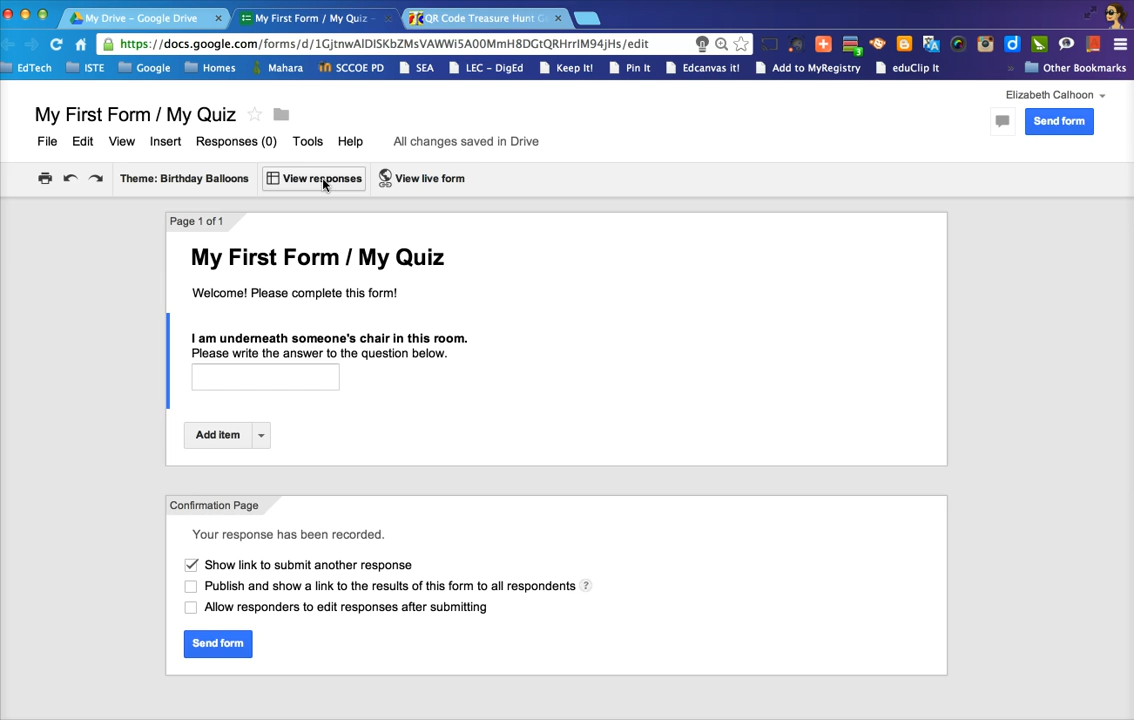 My Drive – Google Drive
My First Form / My Quiz –
QR Code Treasure Hunt G
https://docs.google.com/forms/d/1GjtnwAIDISKbZMsVAWWi5A00MmH8DGtQRHrrIM94jHs/edit
EdTech ISTE Google Homes Mahara SCCOE PD SEA LEC – DigEd Keep It! Pin It Edcanvas it! Add to MyRegistry eduClip It » Other Bookmarks
Elizabeth Calhoon
My First Form / My Quiz
Send form
File Edit View Insert Responses (0) Tools Help All changes saved in Drive
Theme: Birthday Balloons View responses View live form
Page 1 of 1
My First Form / My Quiz
Welcome! Please complete this form!
I am underneath someone's chair in this room.
Please write the answer to the question below.
Add item
Confirmation Page
Your response has been recorded.
Show link to submit another response
Publish and show a link to the results of this form to all respondents ?
Allow responders to edit responses after submitting
Send form